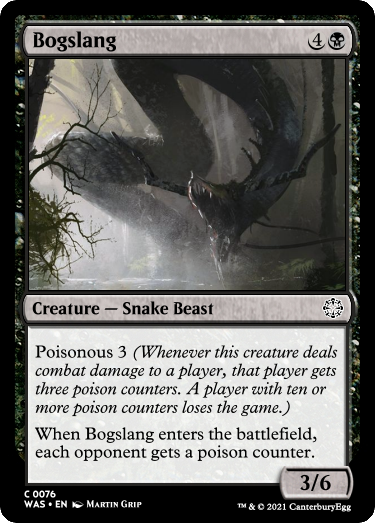 Bogslang 4
Creature — Snake Beast
Poisonous 3 (Whenever this creature deals
combat damage to a player, that player gets
three poison counters. A player with ten or
more poison counters loses the game.)
When Bogslang enters the battlefield,
each opponent gets a poison counter.
3/6
C 0076
WAS • EN Martin Grip
™ & © 2021 CanterburyEgg